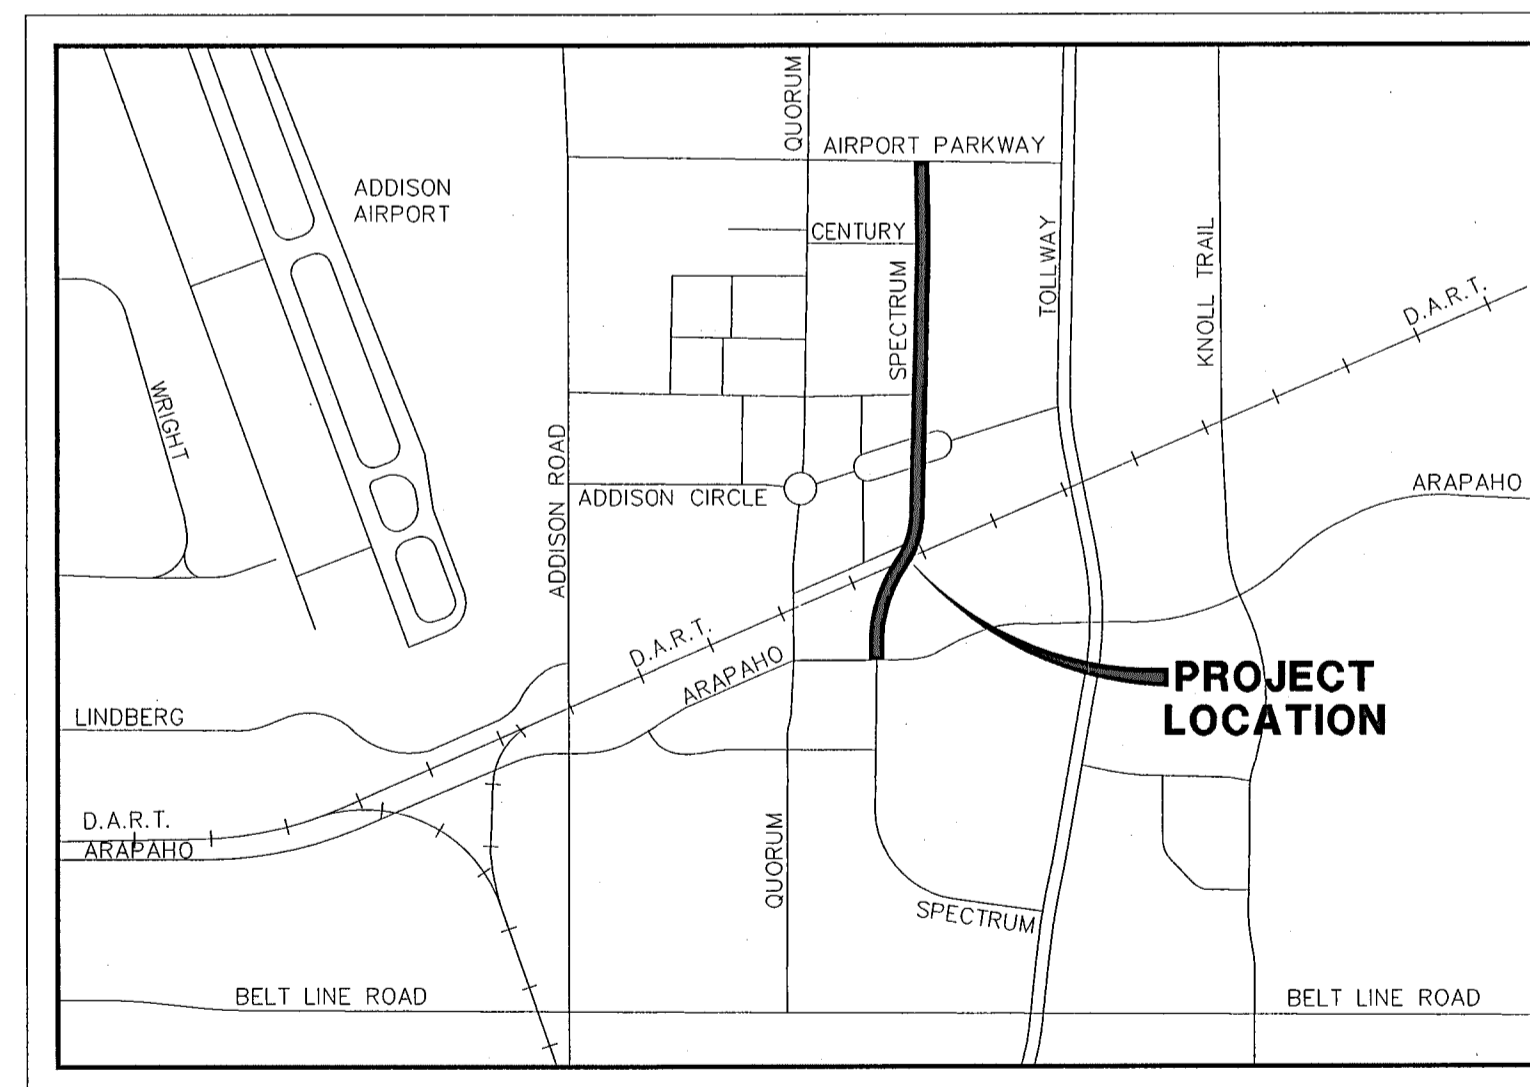 QUORUM
AIRPORT PARKWAY
ADDISON
AIRPORT
CENTURY
TOLLWAY
KNOLL TRAIL
SPECTRUM
D.A.R.T.
WRIGHT
ADDISON ROAD
ARAPAHO
ADDISON CIRCLE
D.A.R.T.
ARAPAHO
PROJECT
LOCATION
LINDBERG
D.A.R.T.
ARAPAHO
QUORUM
SPECTRUM
BELT LINE ROAD
BELT LINE ROAD